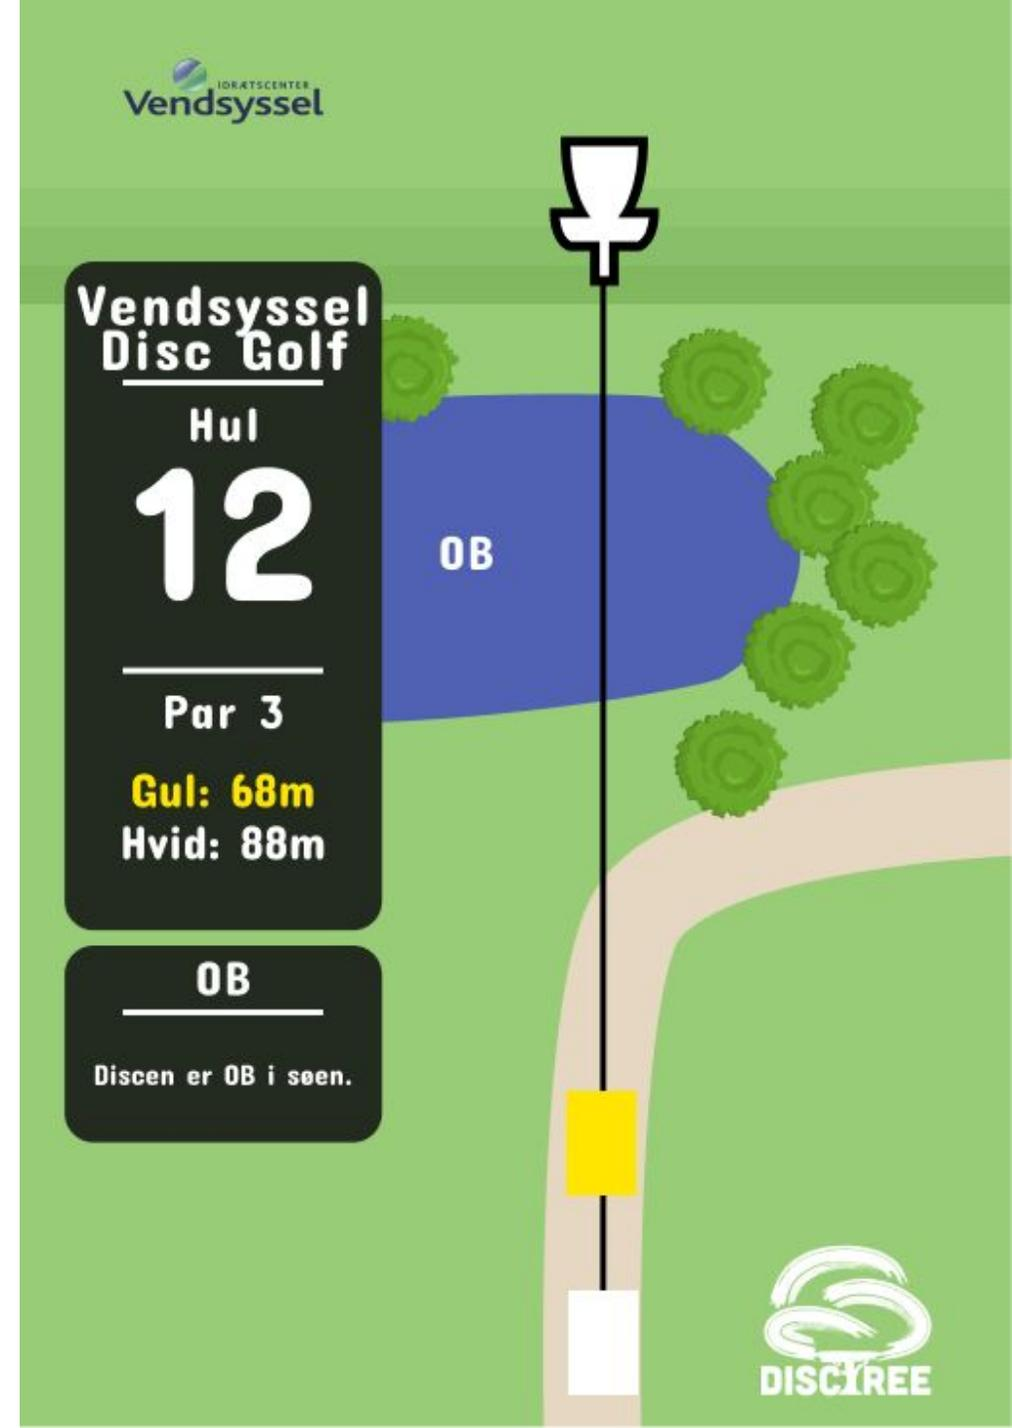 IDRÆTSCENTER
Vendsyssel
Vendsyssel
Disc Golf
Hul
12
Par 3
Gul: 68m
Hvid: 88m
OB
OB
Discen er OB i søen.
DISCTREE